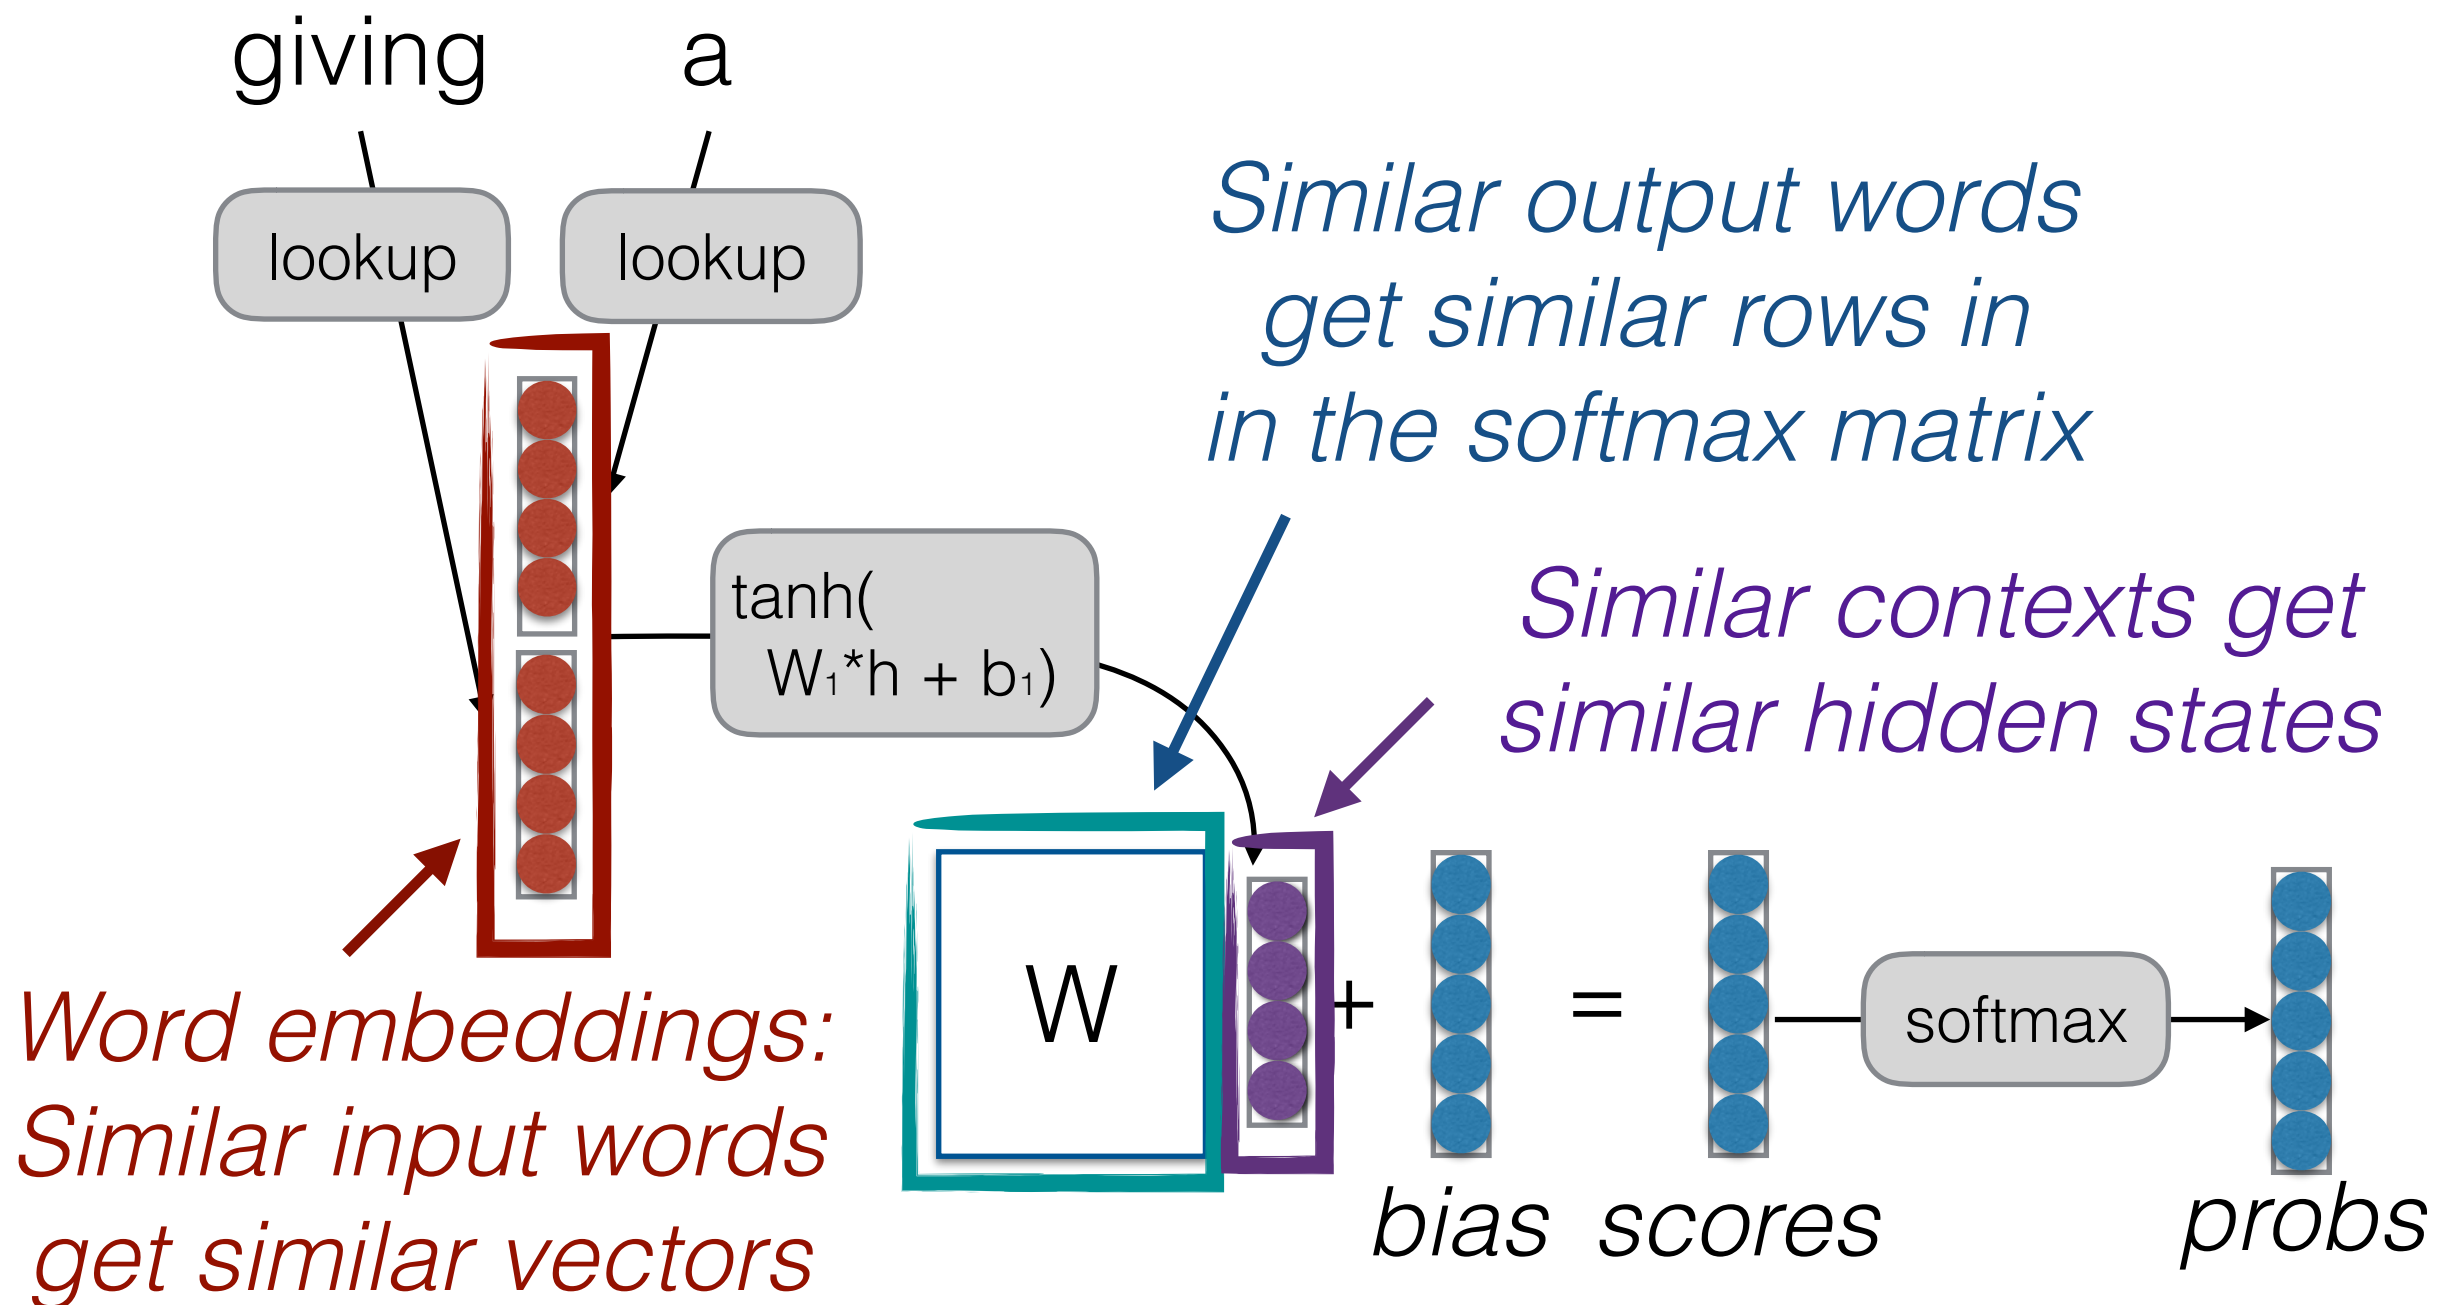 giving a
lookup lookup
Similar output words
get similar rows in
in the softmax matrix
tanh(
W₁*h + b₁)
Similar contexts get
similar hidden states
W + =
softmax
Word embeddings:
Similar input words
get similar vectors
bias scores probs